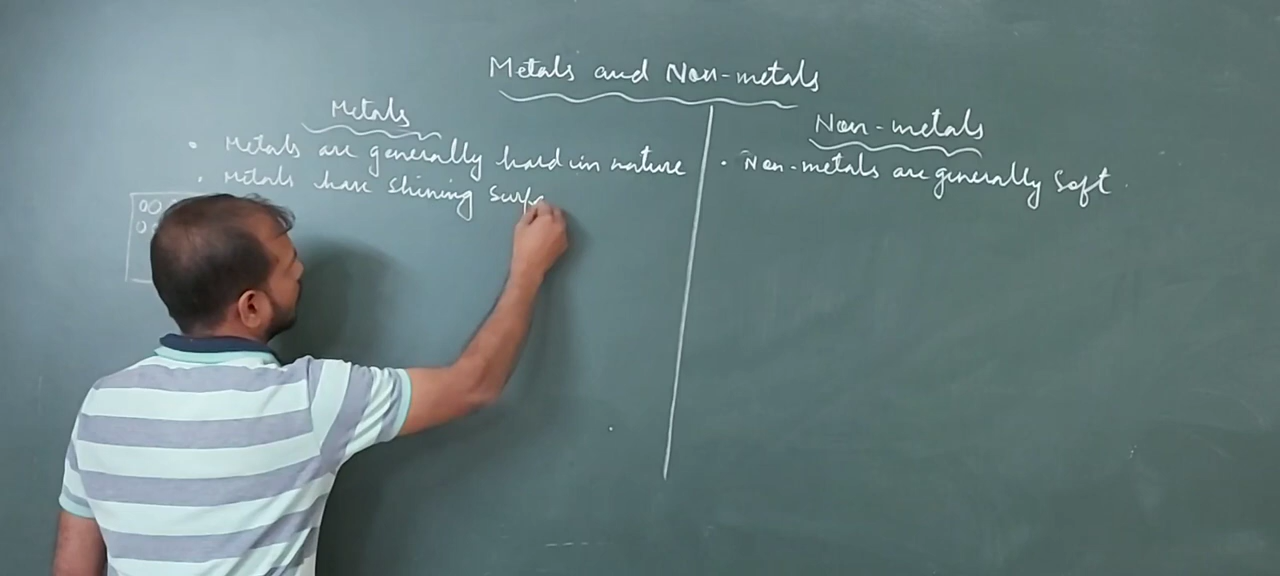 Metals and Non-metals
Metals
• Metals are generally hard in nature
• Metals have shining surf
Non-metals
• Non-metals are generally soft.